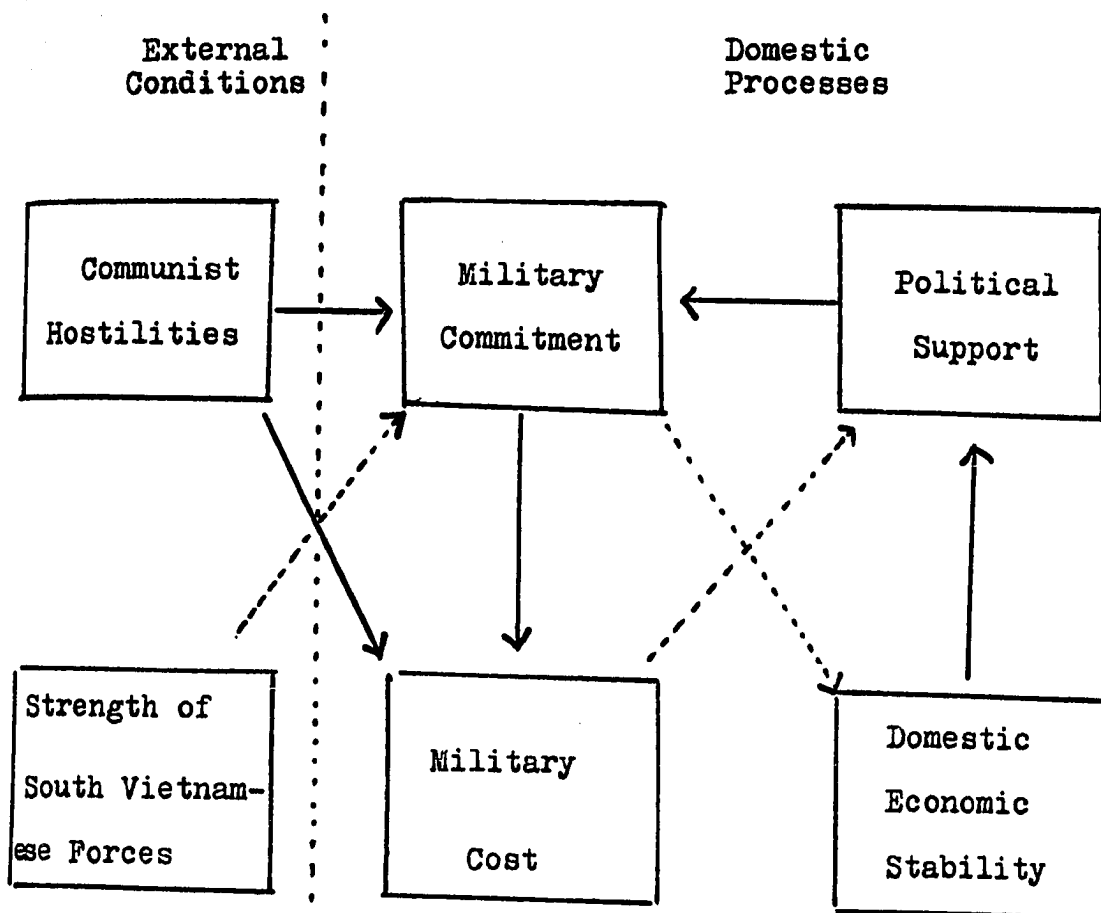 External
Conditions
Domestic
Processes
Communist
Hostilities
Military
Commitment
Political
Support
Strength of
South Vietnam-
ese Forces
Military
Cost
Domestic
Economic
Stability